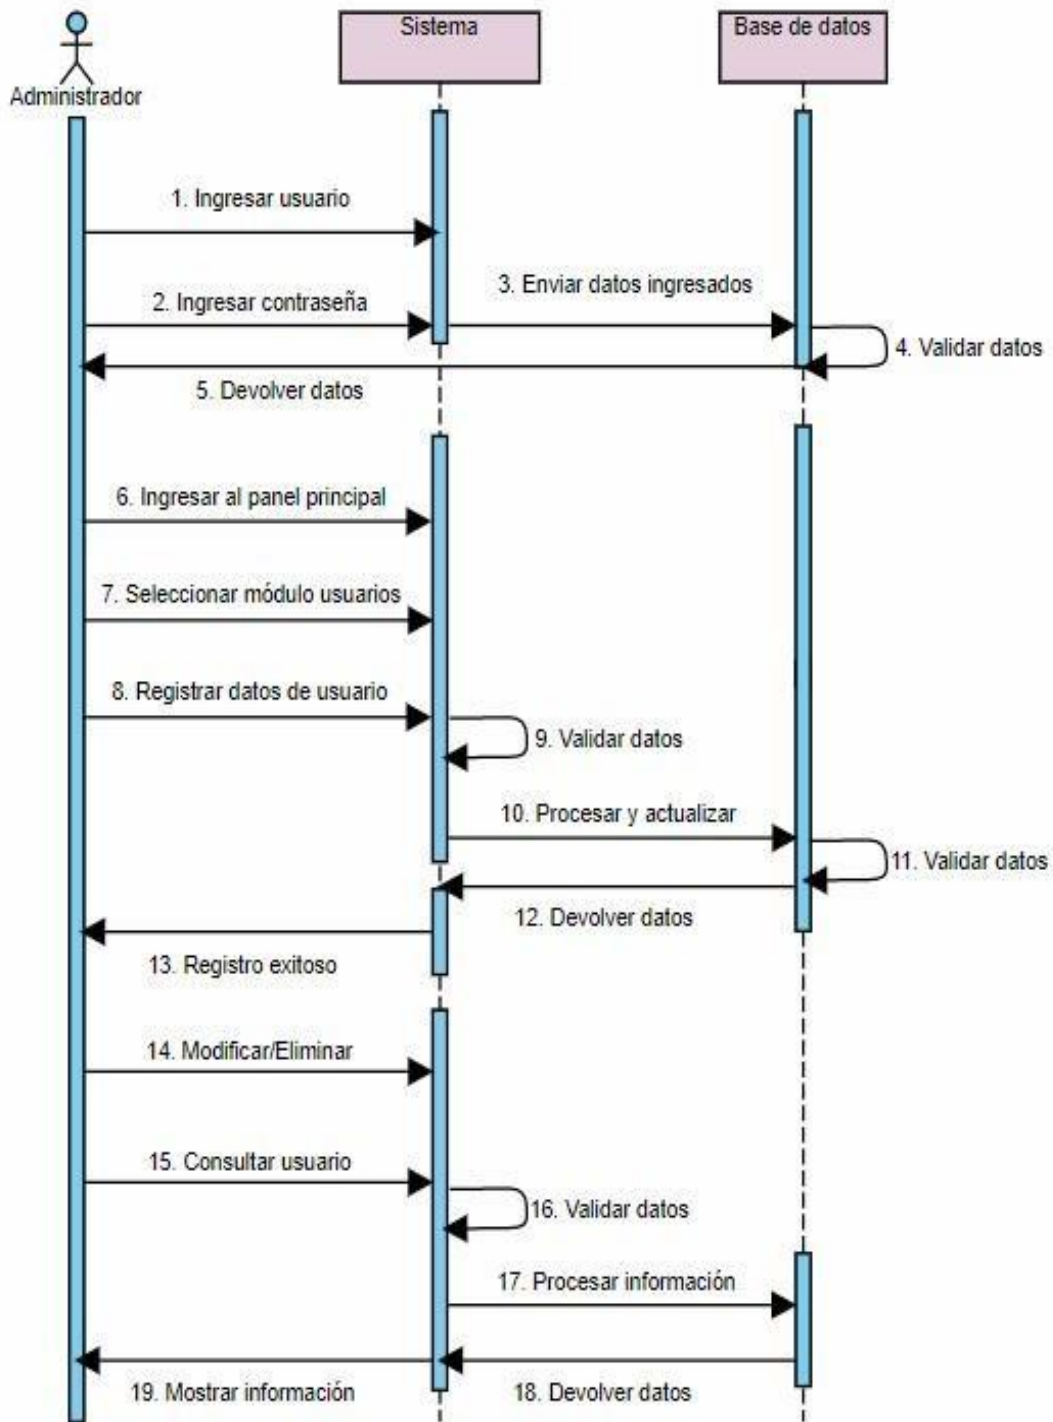 Sistema
Base de datos
Administrador
1. Ingresar usuario
2. Ingresar contraseña
3. Enviar datos ingresados
4. Validar datos
5. Devolver datos
6. Ingresar al panel principal
7. Seleccionar módulo usuarios
8. Registrar datos de usuario
9. Validar datos
10. Procesar y actualizar
11. Validar datos
12. Devolver datos
13. Registro exitoso
14. Modificar/Eliminar
15. Consultar usuario
16. Validar datos
17. Procesar información
18. Devolver datos
19. Mostrar información